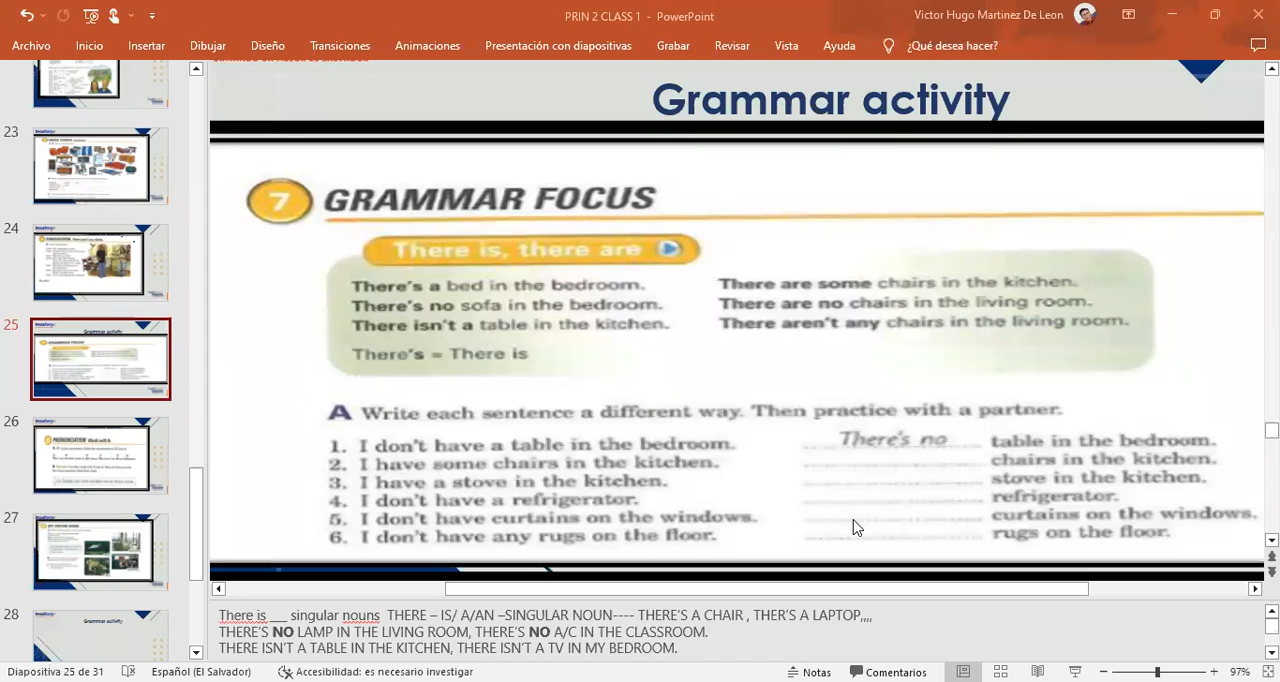 PRIN 2 CLASS 1 - PowerPoint
Victor Hugo Martinez De Leon
Archivo Inicio Insertar Dibujar Diseño Transiciones Animaciones Presentación con diapositivas Grabar Revisar Vista Ayuda ¿Qué desea hacer?
Grammar activity
7 GRAMMAR FOCUS
There is, there are
There's a bed in the bedroom.
There's no sofa in the bedroom.
There isn't a table in the kitchen.
There's = There is
There are some chairs in the kitchen.
There are no chairs in the living room.
There aren't any chairs in the living room.
A Write each sentence a different way. Then practice with a partner.
1. I don't have a table in the bedroom. There's no table in the bedroom.
2. I have some chairs in the kitchen. chairs in the kitchen.
3. I have a stove in the kitchen. stove in the kitchen.
4. I don't have a refrigerator. refrigerator.
5. I don't have curtains on the windows. curtains on the windows.
6. I don't have any rugs on the floor. rugs on the floor.
23
24
25
Grammar activity
GRAMMAR FOCUS
26
27
28
Grammar activity
There is ___ singular nouns THERE – IS/ A/AN –SINGULAR NOUN---- THERE'S A CHAIR , THER'S A LAPTOP,,,,
THERE'S NO LAMP IN THE LIVING ROOM, THERE'S NO A/C IN THE CLASSROOM.
THERE ISN'T A TABLE IN THE KITCHEN, THERE ISN'T A TV IN MY BEDROOM.
Diapositiva 25 de 31 Español (El Salvador) Accesibilidad: es necesario investigar Notas Comentarios 97%